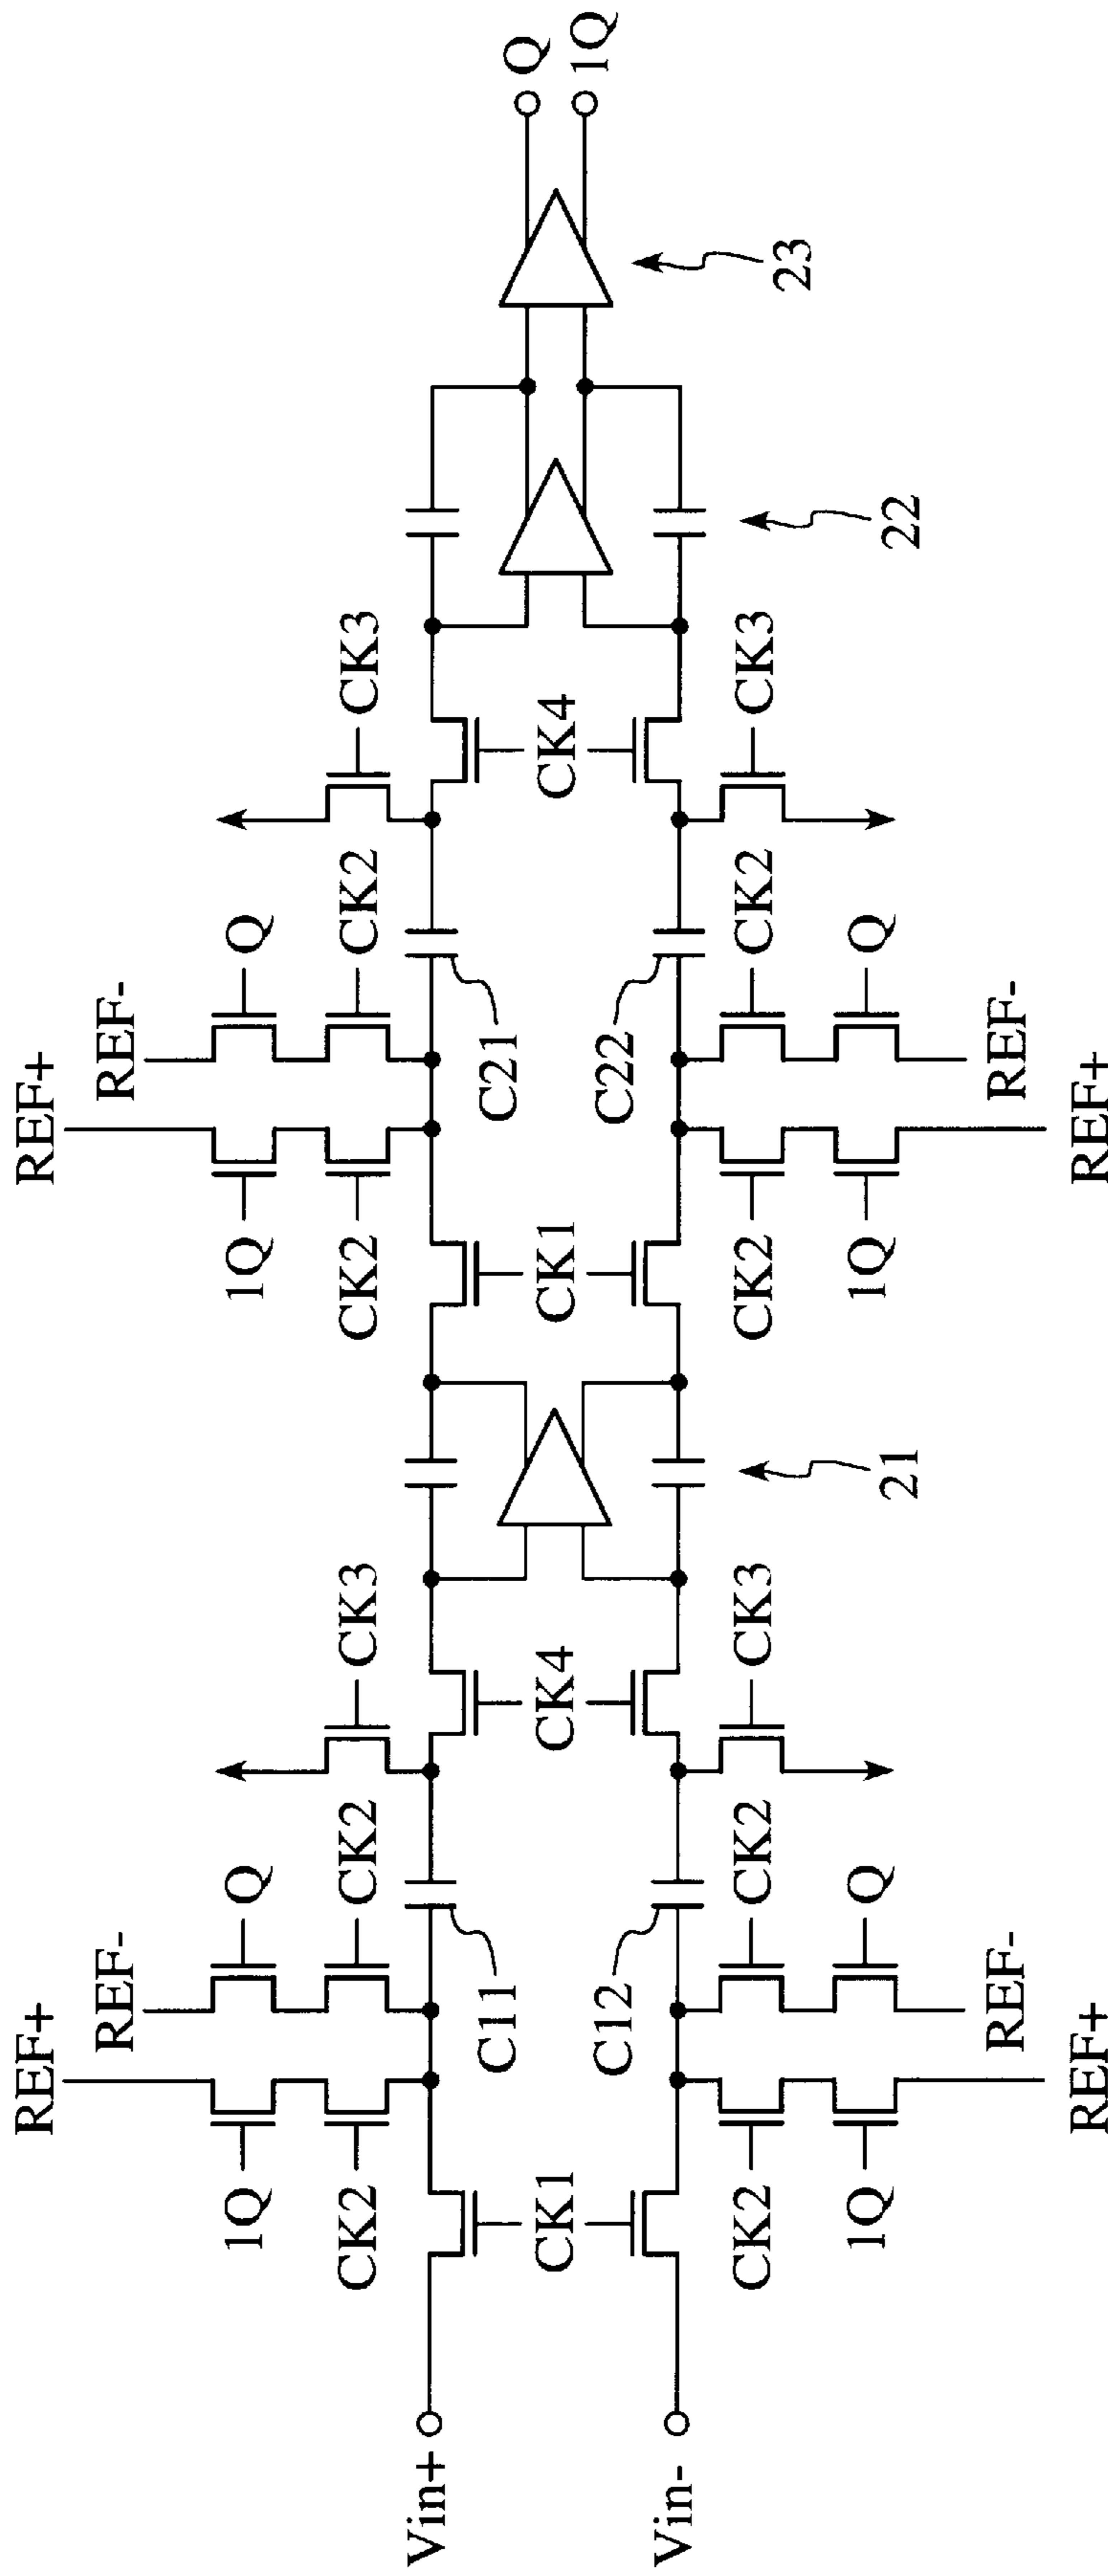 REF+ REF+
REF- REF-
1Q Q 1Q Q
CK2 CK2 CK3 CK2 CK2 CK3
Vin+
C11 C21
Q
CK1 CK4 CK1 CK4
1Q
C12 C22
Vin-
CK2 CK2 CK3 CK2 CK2 CK3
23
1Q Q 1Q Q
21 22
REF- REF-
REF+ REF+